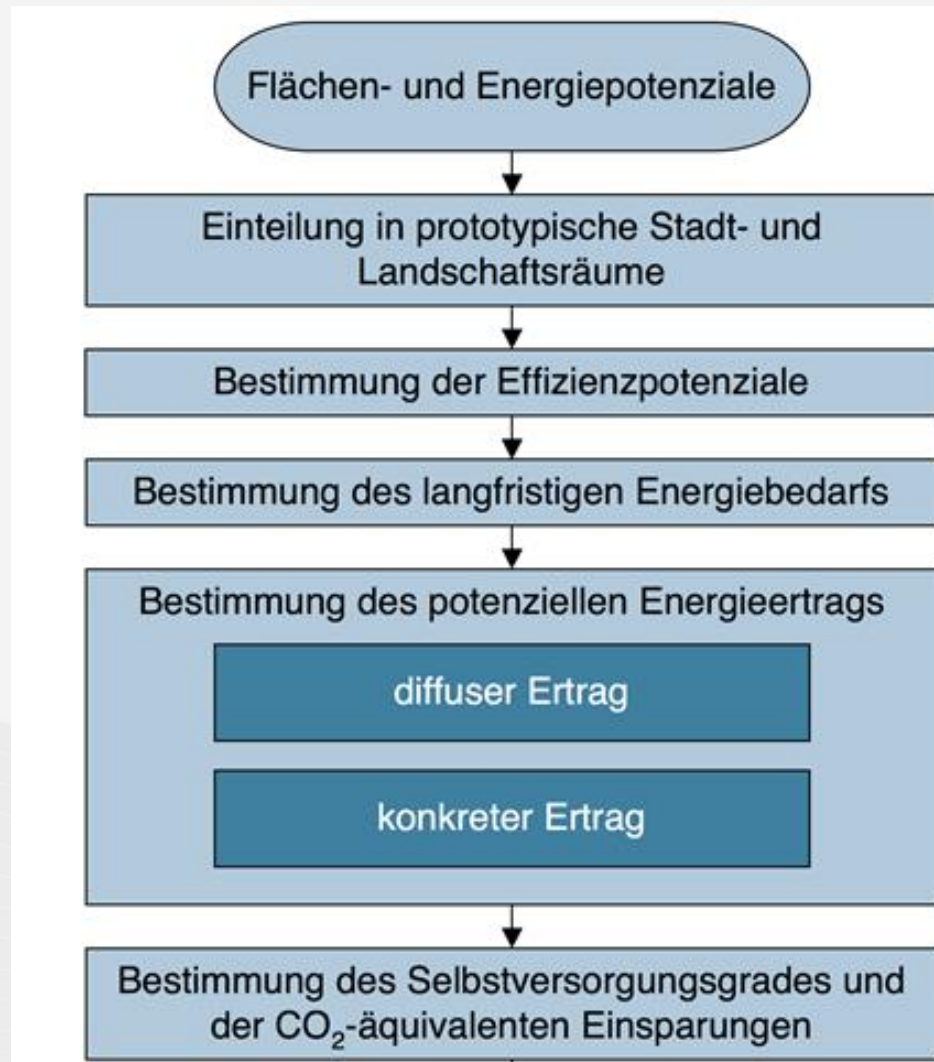 Flächen- und Energiepotenziale
Einteilung in prototypische Stadt- und
Landschaftsräume
Bestimmung der Effizienzpotenziale
Bestimmung des langfristigen Energiebedarfs
Bestimmung des potenziellen Energieertrags
diffuser Ertrag
konkreter Ertrag
Bestimmung des Selbstversorgungsgrades und
der CO₂-äquivalenten Einsparungen